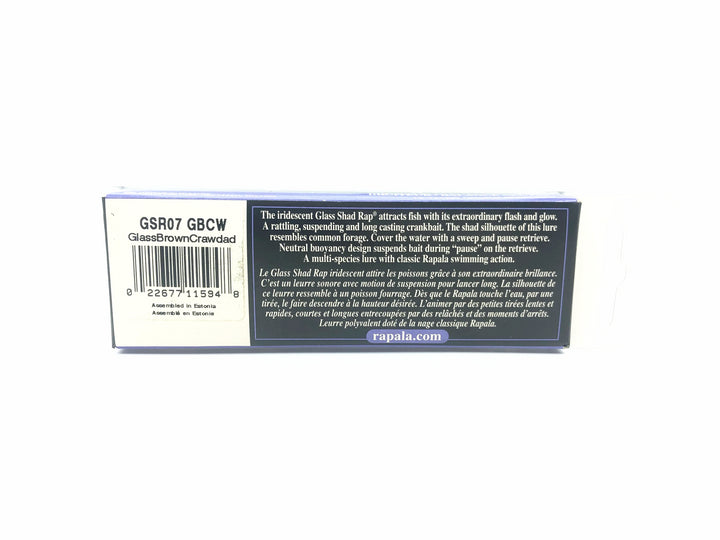 GSR07 GBCW
GlassBrownCrawdad
0 22677 11594 8
Assembled in Estonia
Assemblé en Estonie
The iridescent Glass Shad Rap® attracts fish with its extraordinary flash and glow.
A rattling, suspending and long casting crankbait. The shad silhouette of this lure
resembles common forage. Cover the water with a sweep and pause retrieve.
Neutral buoyancy design suspends bait during “pause” on the retrieve.
A multi-species lure with classic Rapala swimming action.
Le Glass Shad Rap iridescent attire les poissons grâce à son extraordinaire brillance.
C'est un leurre sonore avec motion de suspension pour lancer long. La silhouette de
ce leurre ressemble à un poisson fourrage. Dès que le Rapala touche l'eau, par une
tirée, le faire descendre à la hauteur désirée. L'animer par des petites tirées lentes et
rapides, courtes et longues entrecoupées par des relâchés et des moments d'arrêts.
Leurre polyvalent doté de la nage classique Rapala.
rapala.com